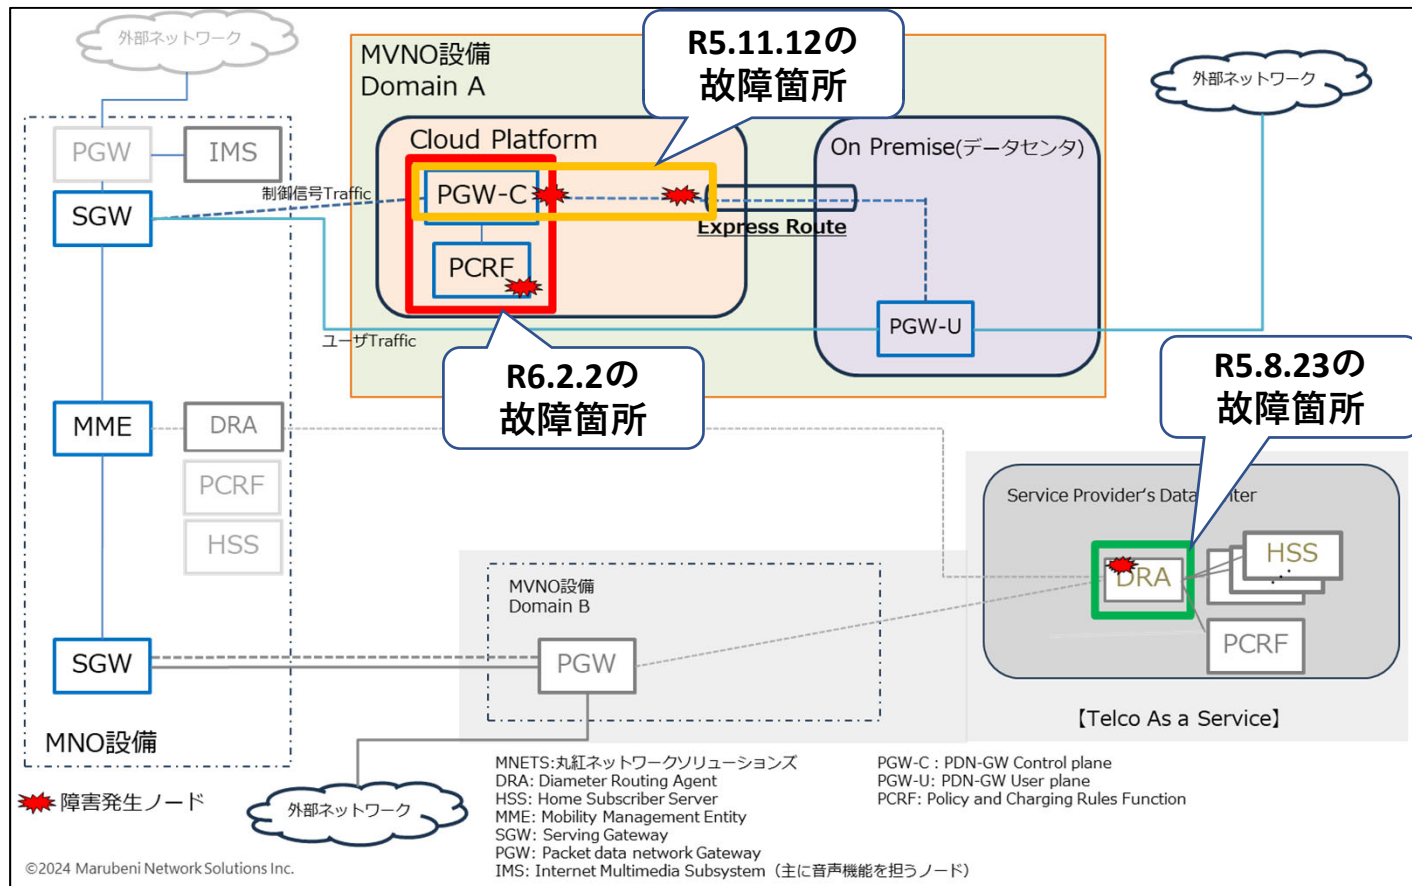 外部ネットワーク
PGW
IMS
SGW
制御信号Traffic
MVNO設備
Domain A
R5.11.12の
故障箇所
Cloud Platform
PGW-C
PCRF
On Premise(データセンタ)
Express Route
PGW-U
外部ネットワーク
ユーザTraffic
R6.2.2の
故障箇所
R5.8.23の
故障箇所
MME
DRA
PCRF
HSS
SGW
MNO設備
MVNO設備
Domain B
PGW
Service Provider's Data
nter
DRA
HSS
PCRF
【Telco As a Service】
外部ネットワーク
障害発生ノード
MNETS:丸紅ネットワークソリューションズ
DRA: Diameter Routing Agent
HSS: Home Subscriber Server
MME: Mobility Management Entity
SGW: Serving Gateway
PGW: Packet data network Gateway
IMS: Internet Multimedia Subsystem（主に音声機能を担うノード）
PGW-C : PDN-GW Control plane
PGW-U: PDN-GW User plane
PCRF: Policy and Charging Rules Function
©2024 Marubeni Network Solutions Inc.